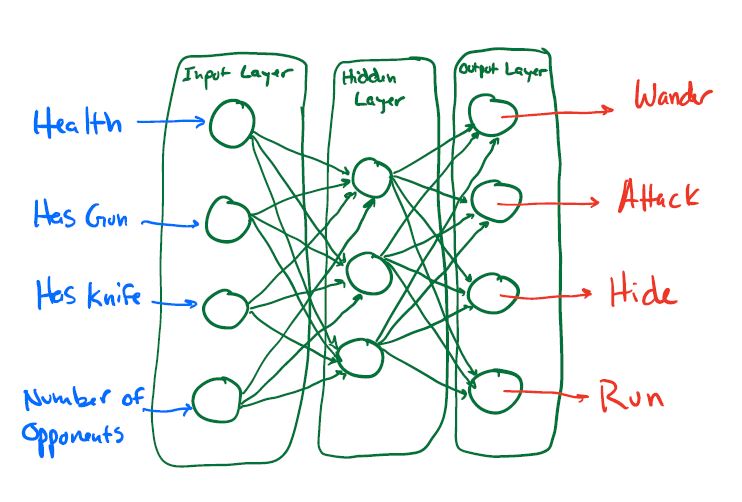 Input Layer
Hidden
Layer
Output Layer
Health
Has Gun
Has Knife
Number of
Opponents
Wander
Attack
Hide
Run